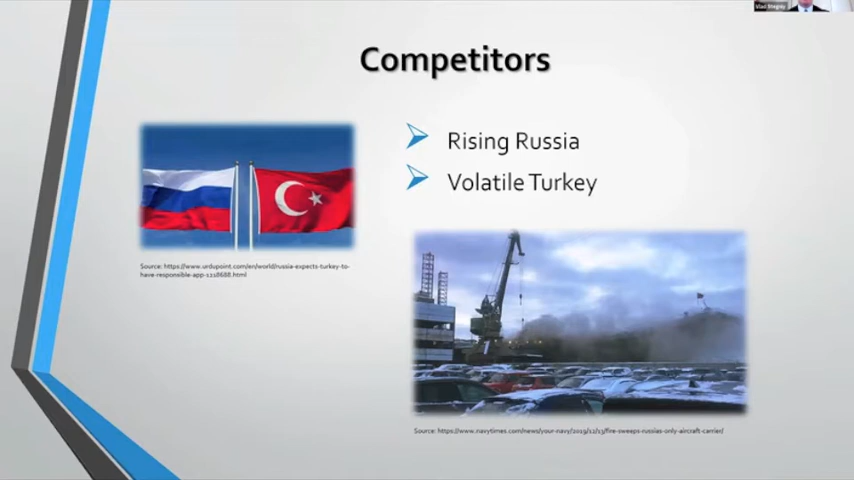 Vlad Stegniy
Competitors
Rising Russia
Volatile Turkey
Source: https://www.urdupoint.com/en/world/russia-expects-turkey-to-
have-responsible-app-1118688.html
Source: https://www.navytimes.com/news/your-navy/2019/12/13/fire-sweeps-russias-only-aircraft-carrier/